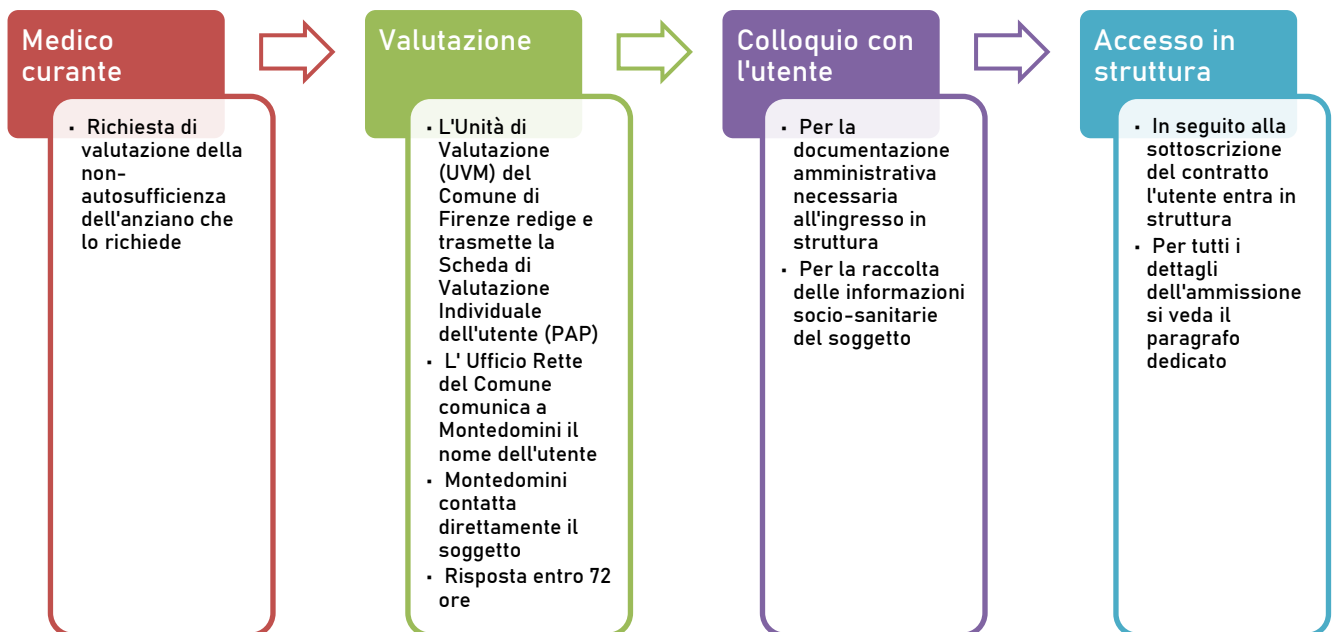 Medico
curante
· Richiesta di
valutazione della
non-
autosufficienza
dell'anziano che
lo richiede
Valutazione
· L'Unità di
Valutazione
(UVM) del
Comune di
Firenze redige e
trasmette la
Scheda di
Valutazione
Individuale
dell'utente (PAP)
· L' Ufficio Rette
del Comune
comunica a
Montedomini il
nome dell'utente
· Montedomini
contatta
direttamente il
soggetto
· Risposta entro 72
ore
Colloquio con
l'utente
· Per la
documentazione
amministrativa
necessaria
all'ingresso in
struttura
· Per la raccolta
delle informazioni
socio-sanitarie
del soggetto
Accesso in
struttura
· In seguito alla
sottoscrizione
del contratto
l'utente entra in
struttura
· Per tutti i
dettagli
dell'ammissione
si veda il
paragrafo
dedicato